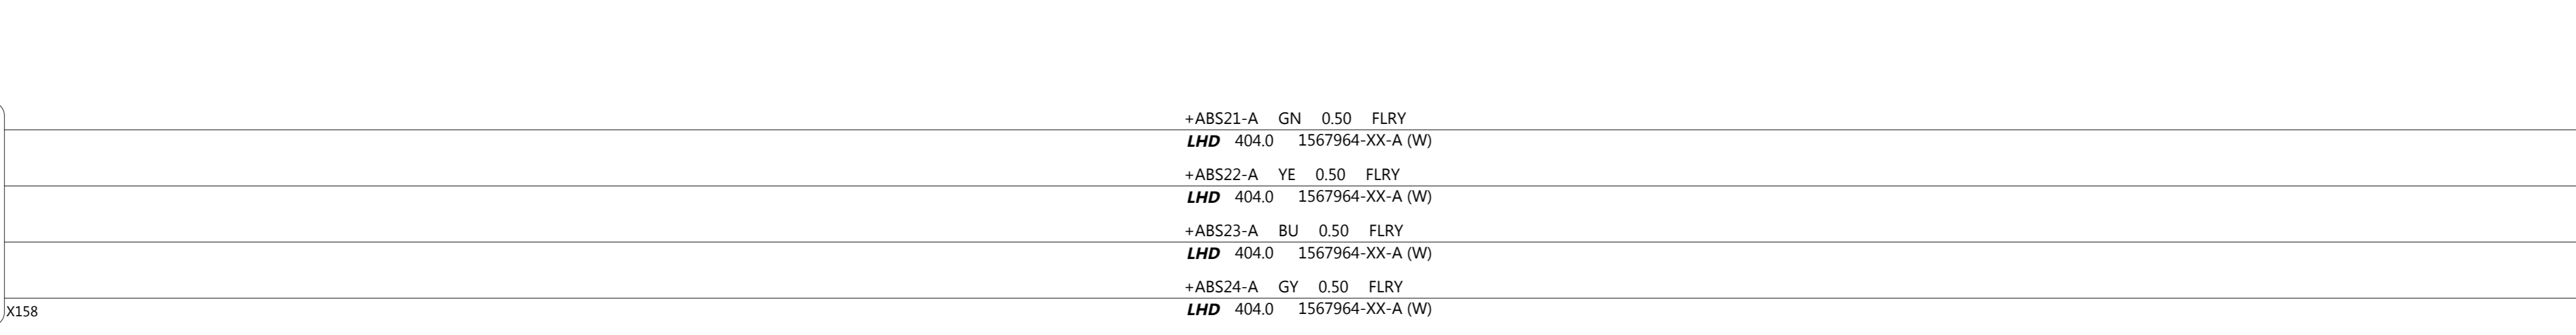 +ABS21-A GN 0.50 FLRY
LHD 404.0 1567964-XX-A (W)
+ABS22-A YE 0.50 FLRY
LHD 404.0 1567964-XX-A (W)
+ABS23-A BU 0.50 FLRY
LHD 404.0 1567964-XX-A (W)
+ABS24-A GY 0.50 FLRY
LHD 404.0 1567964-XX-A (W)
X158